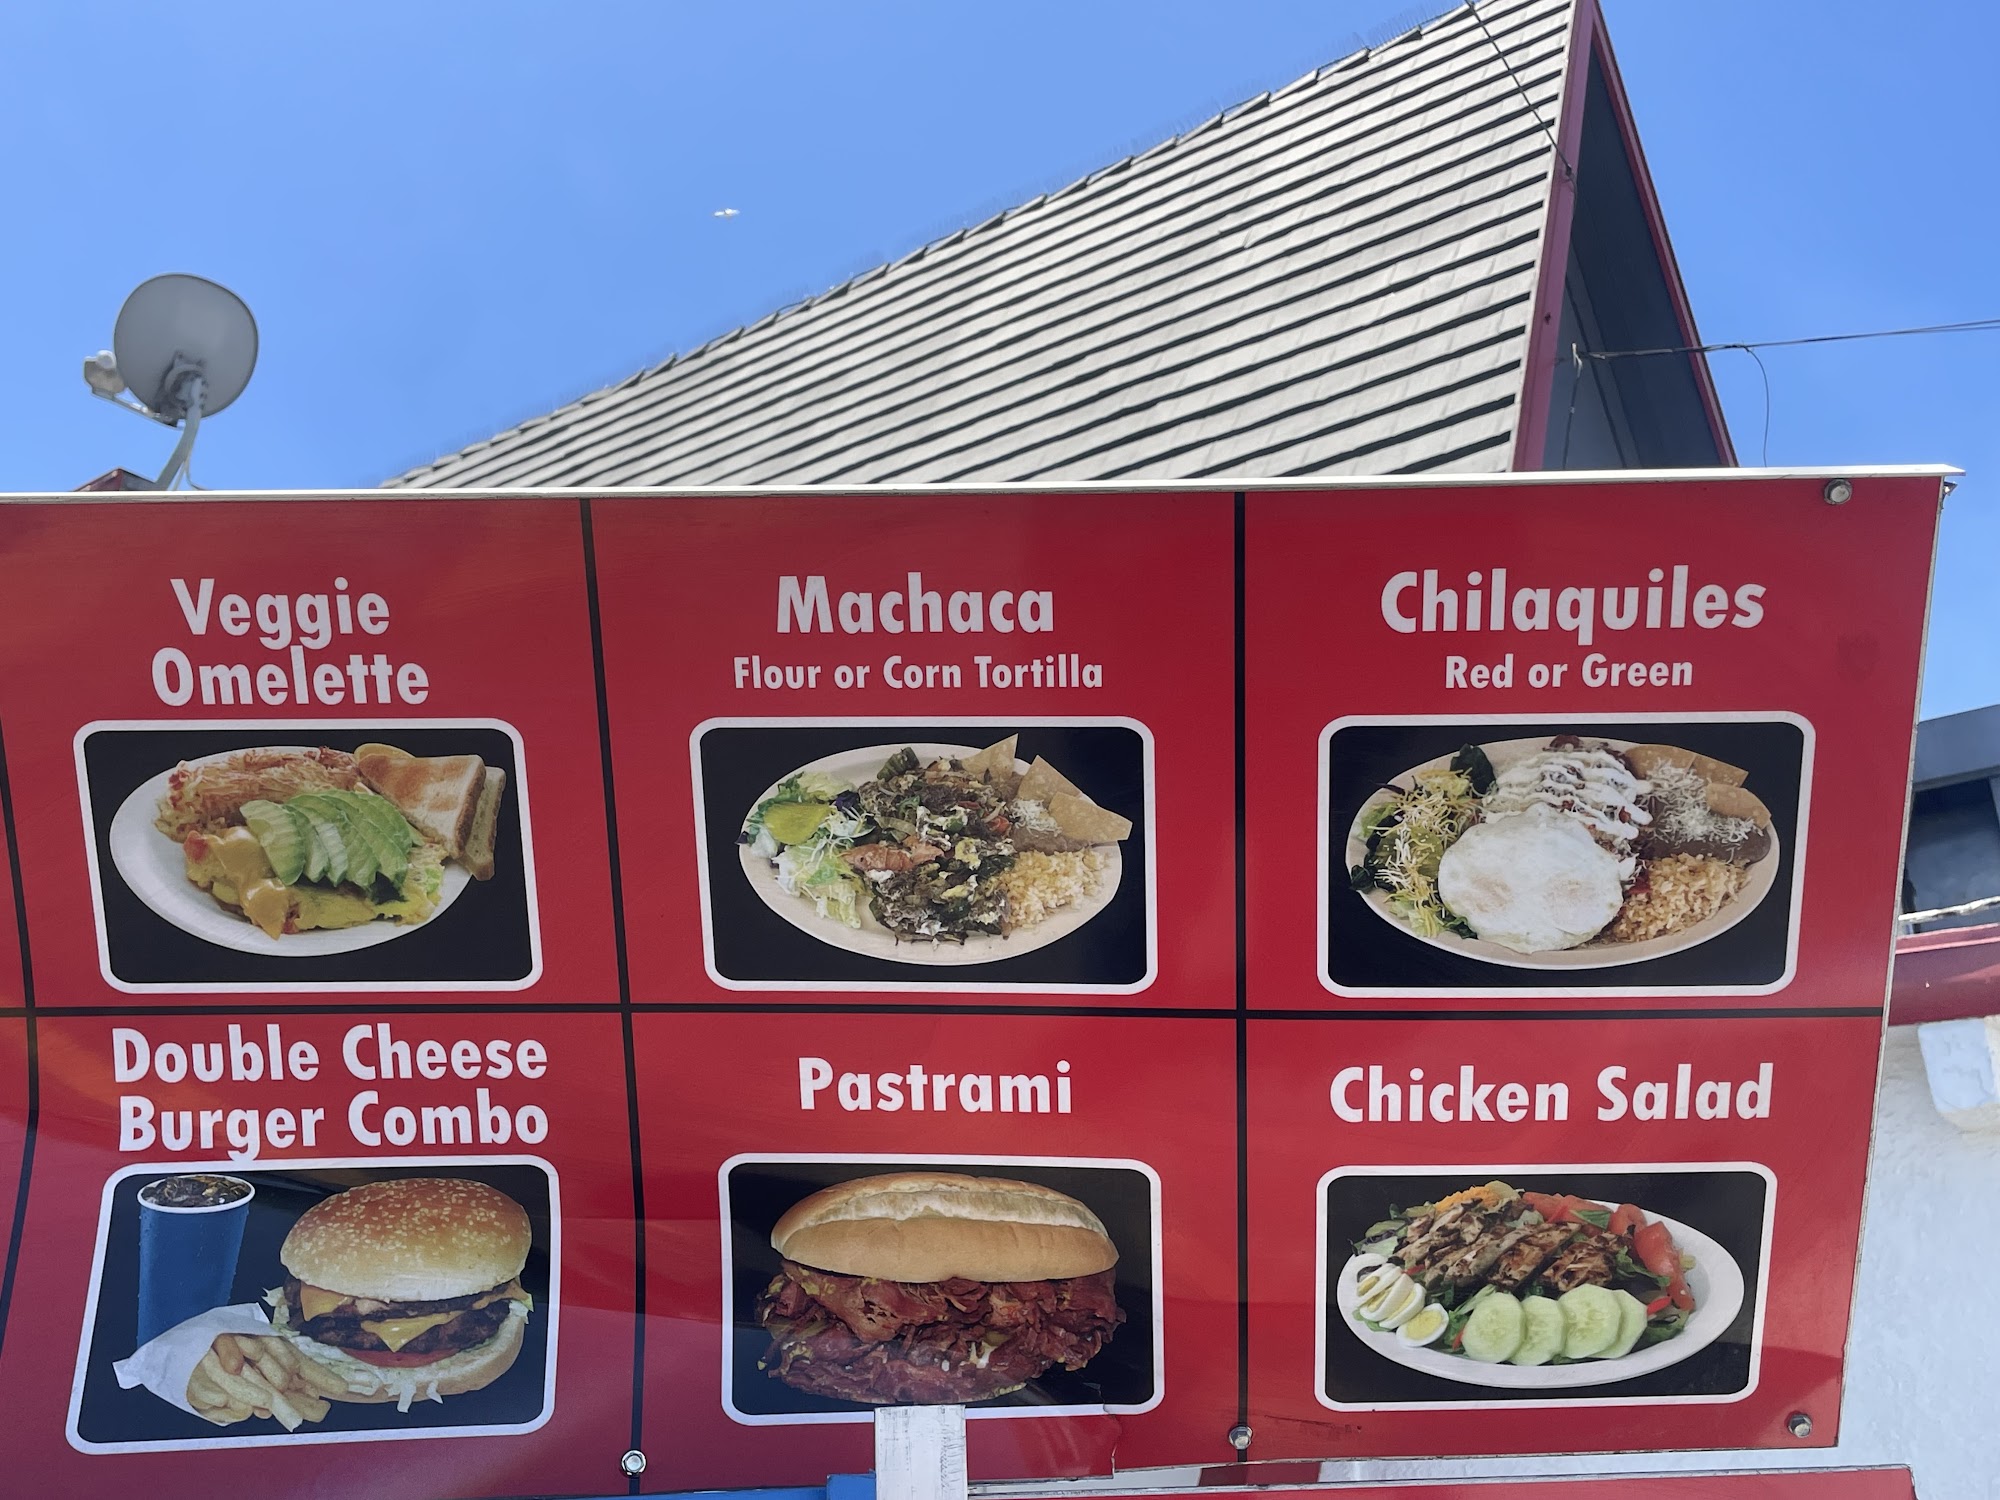 Veggie
Omelette
Machaca
Flour or Corn Tortilla
Chilaquiles
Red or Green
Double Cheese
Burger Combo
Pastrami
Chicken Salad